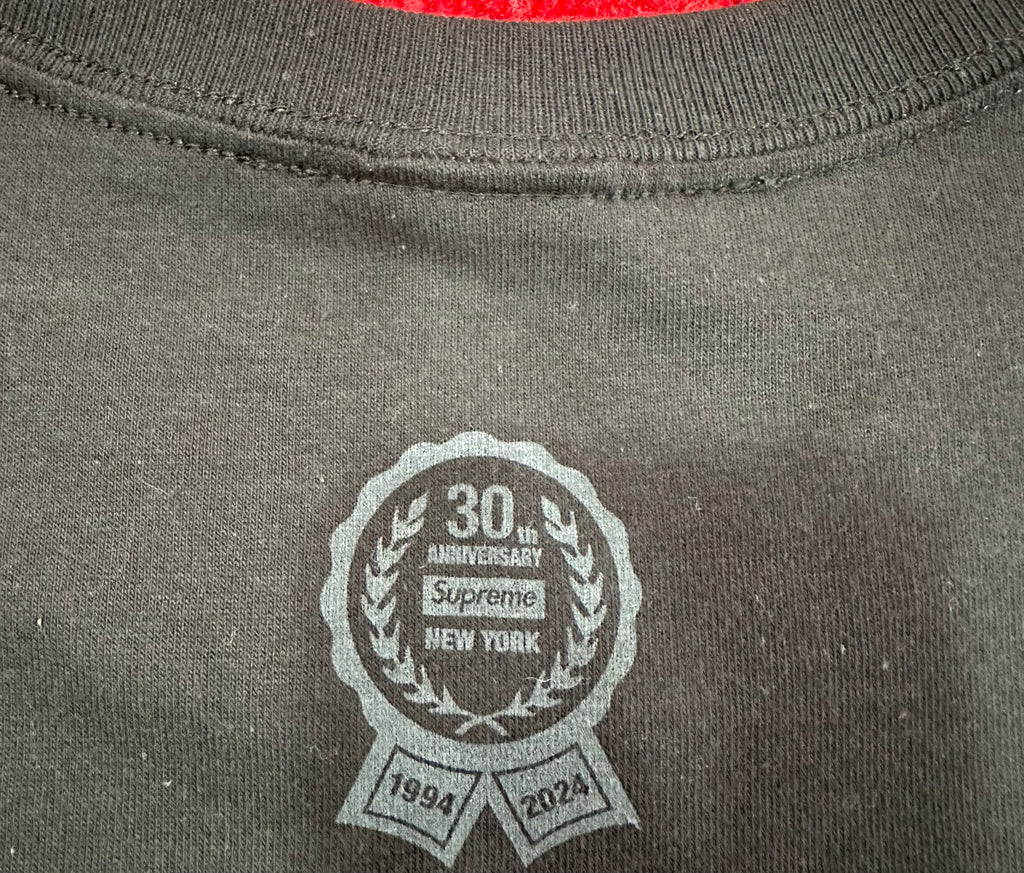 30th
ANNIVERSARY
Supreme
NEW YORK
1994
2024